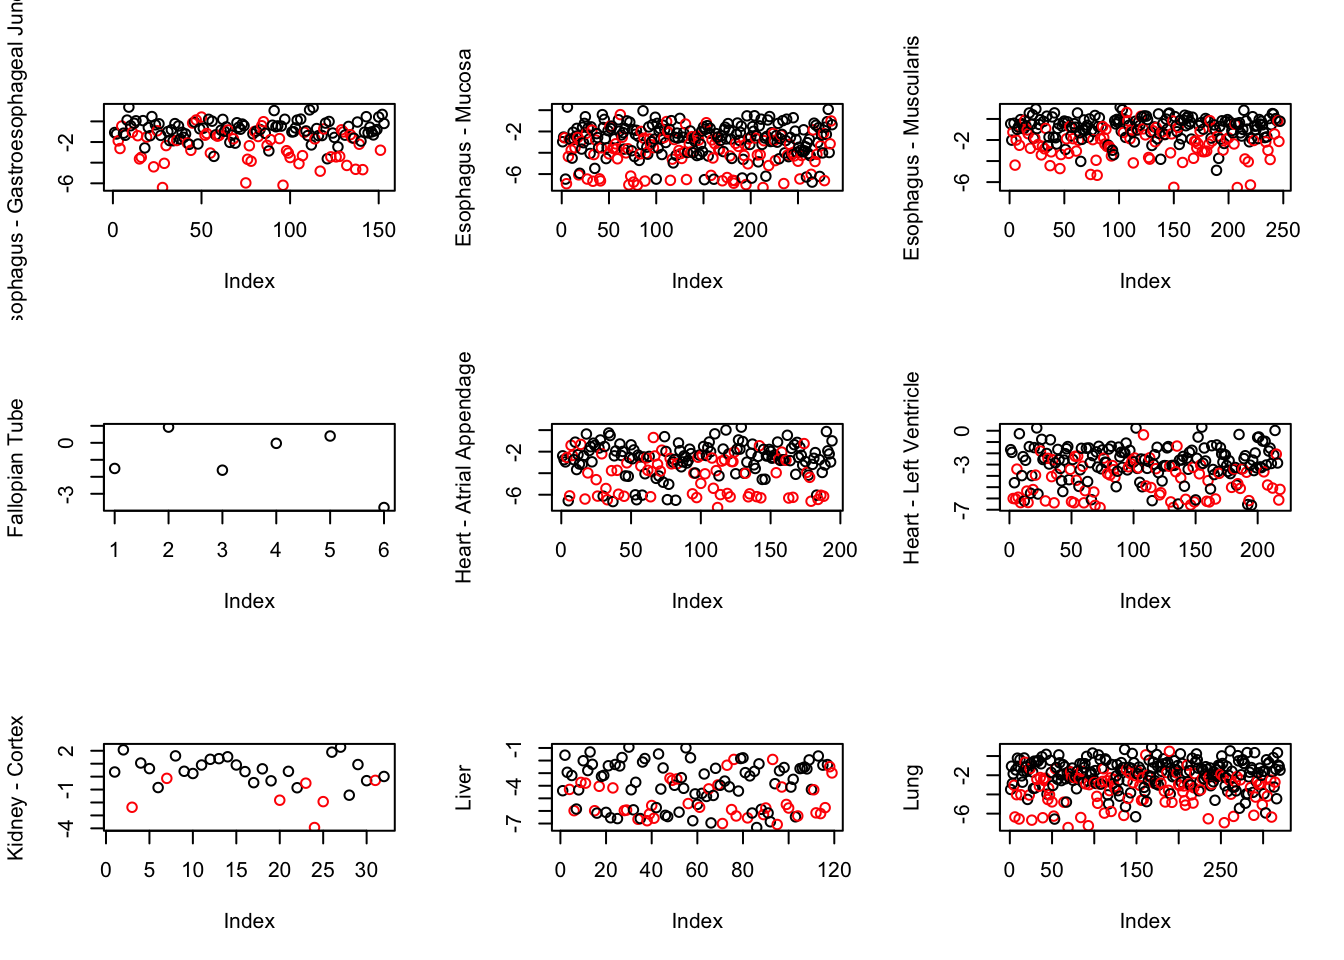 sophagus - Gastroesophageal Junc
-2
-6
0 50 100 150
Index
Esophagus - Mucosa
-2
-6
0 50 100 200
Index
Esophagus - Muscularis
-2
-6
0 50 100 150 200 250
Index
Fallopian Tube
0
-3
1 2 3 4 5 6
Index
Heart - Atrial Appendage
-2
-6
0 50 100 150 200
Index
Heart - Left Ventricle
0
-3
-7
0 50 100 150 200
Index
Kidney - Cortex
2
-1
-4
0 5 10 15 20 25 30
Index
Liver
-1
-4
-7
0 20 40 60 80 120
Index
Lung
-2
-6
0 50 150 250
Index